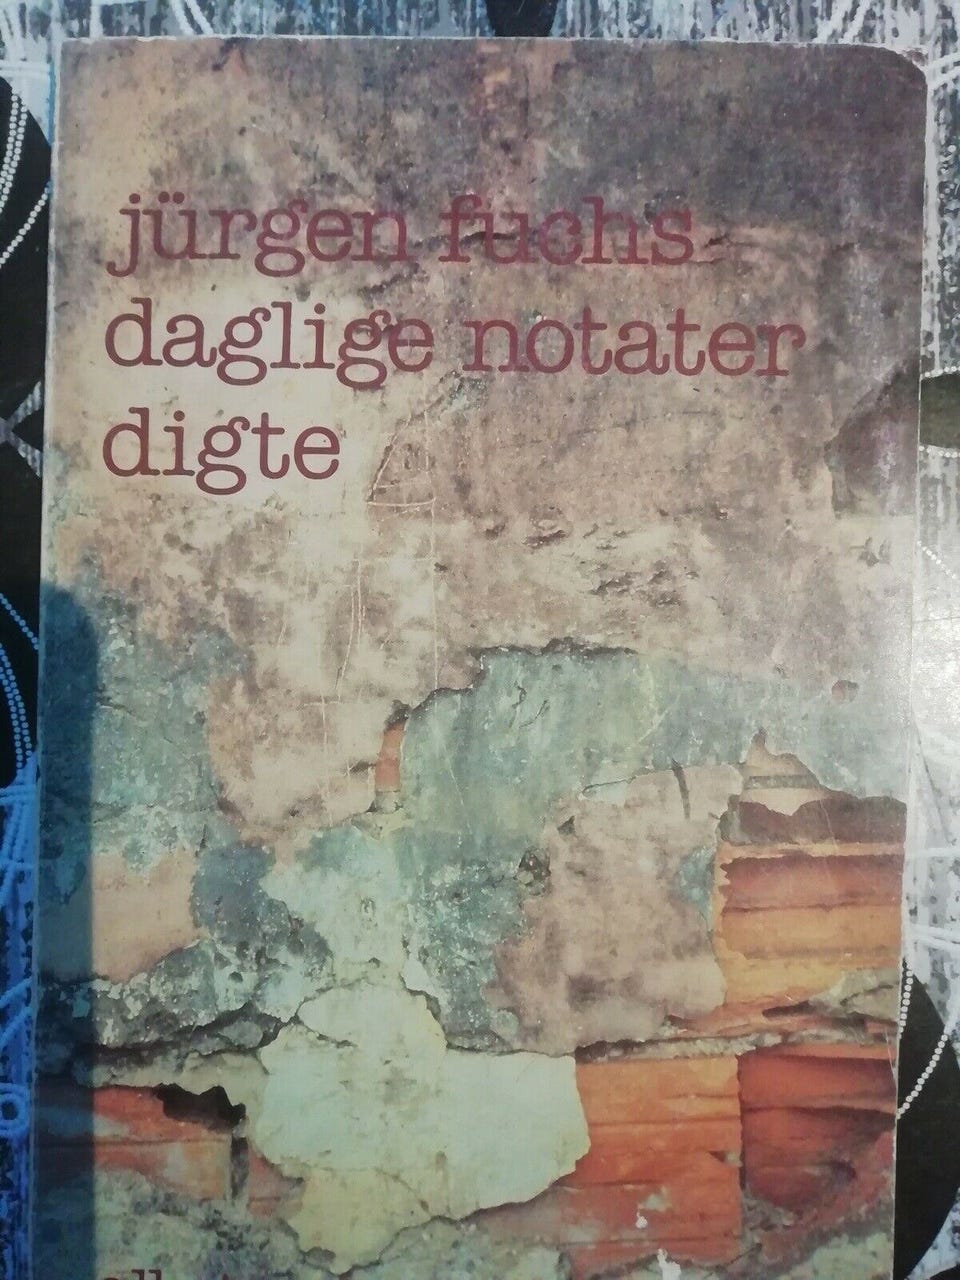 jürgen fuchs
daglige notater
digte